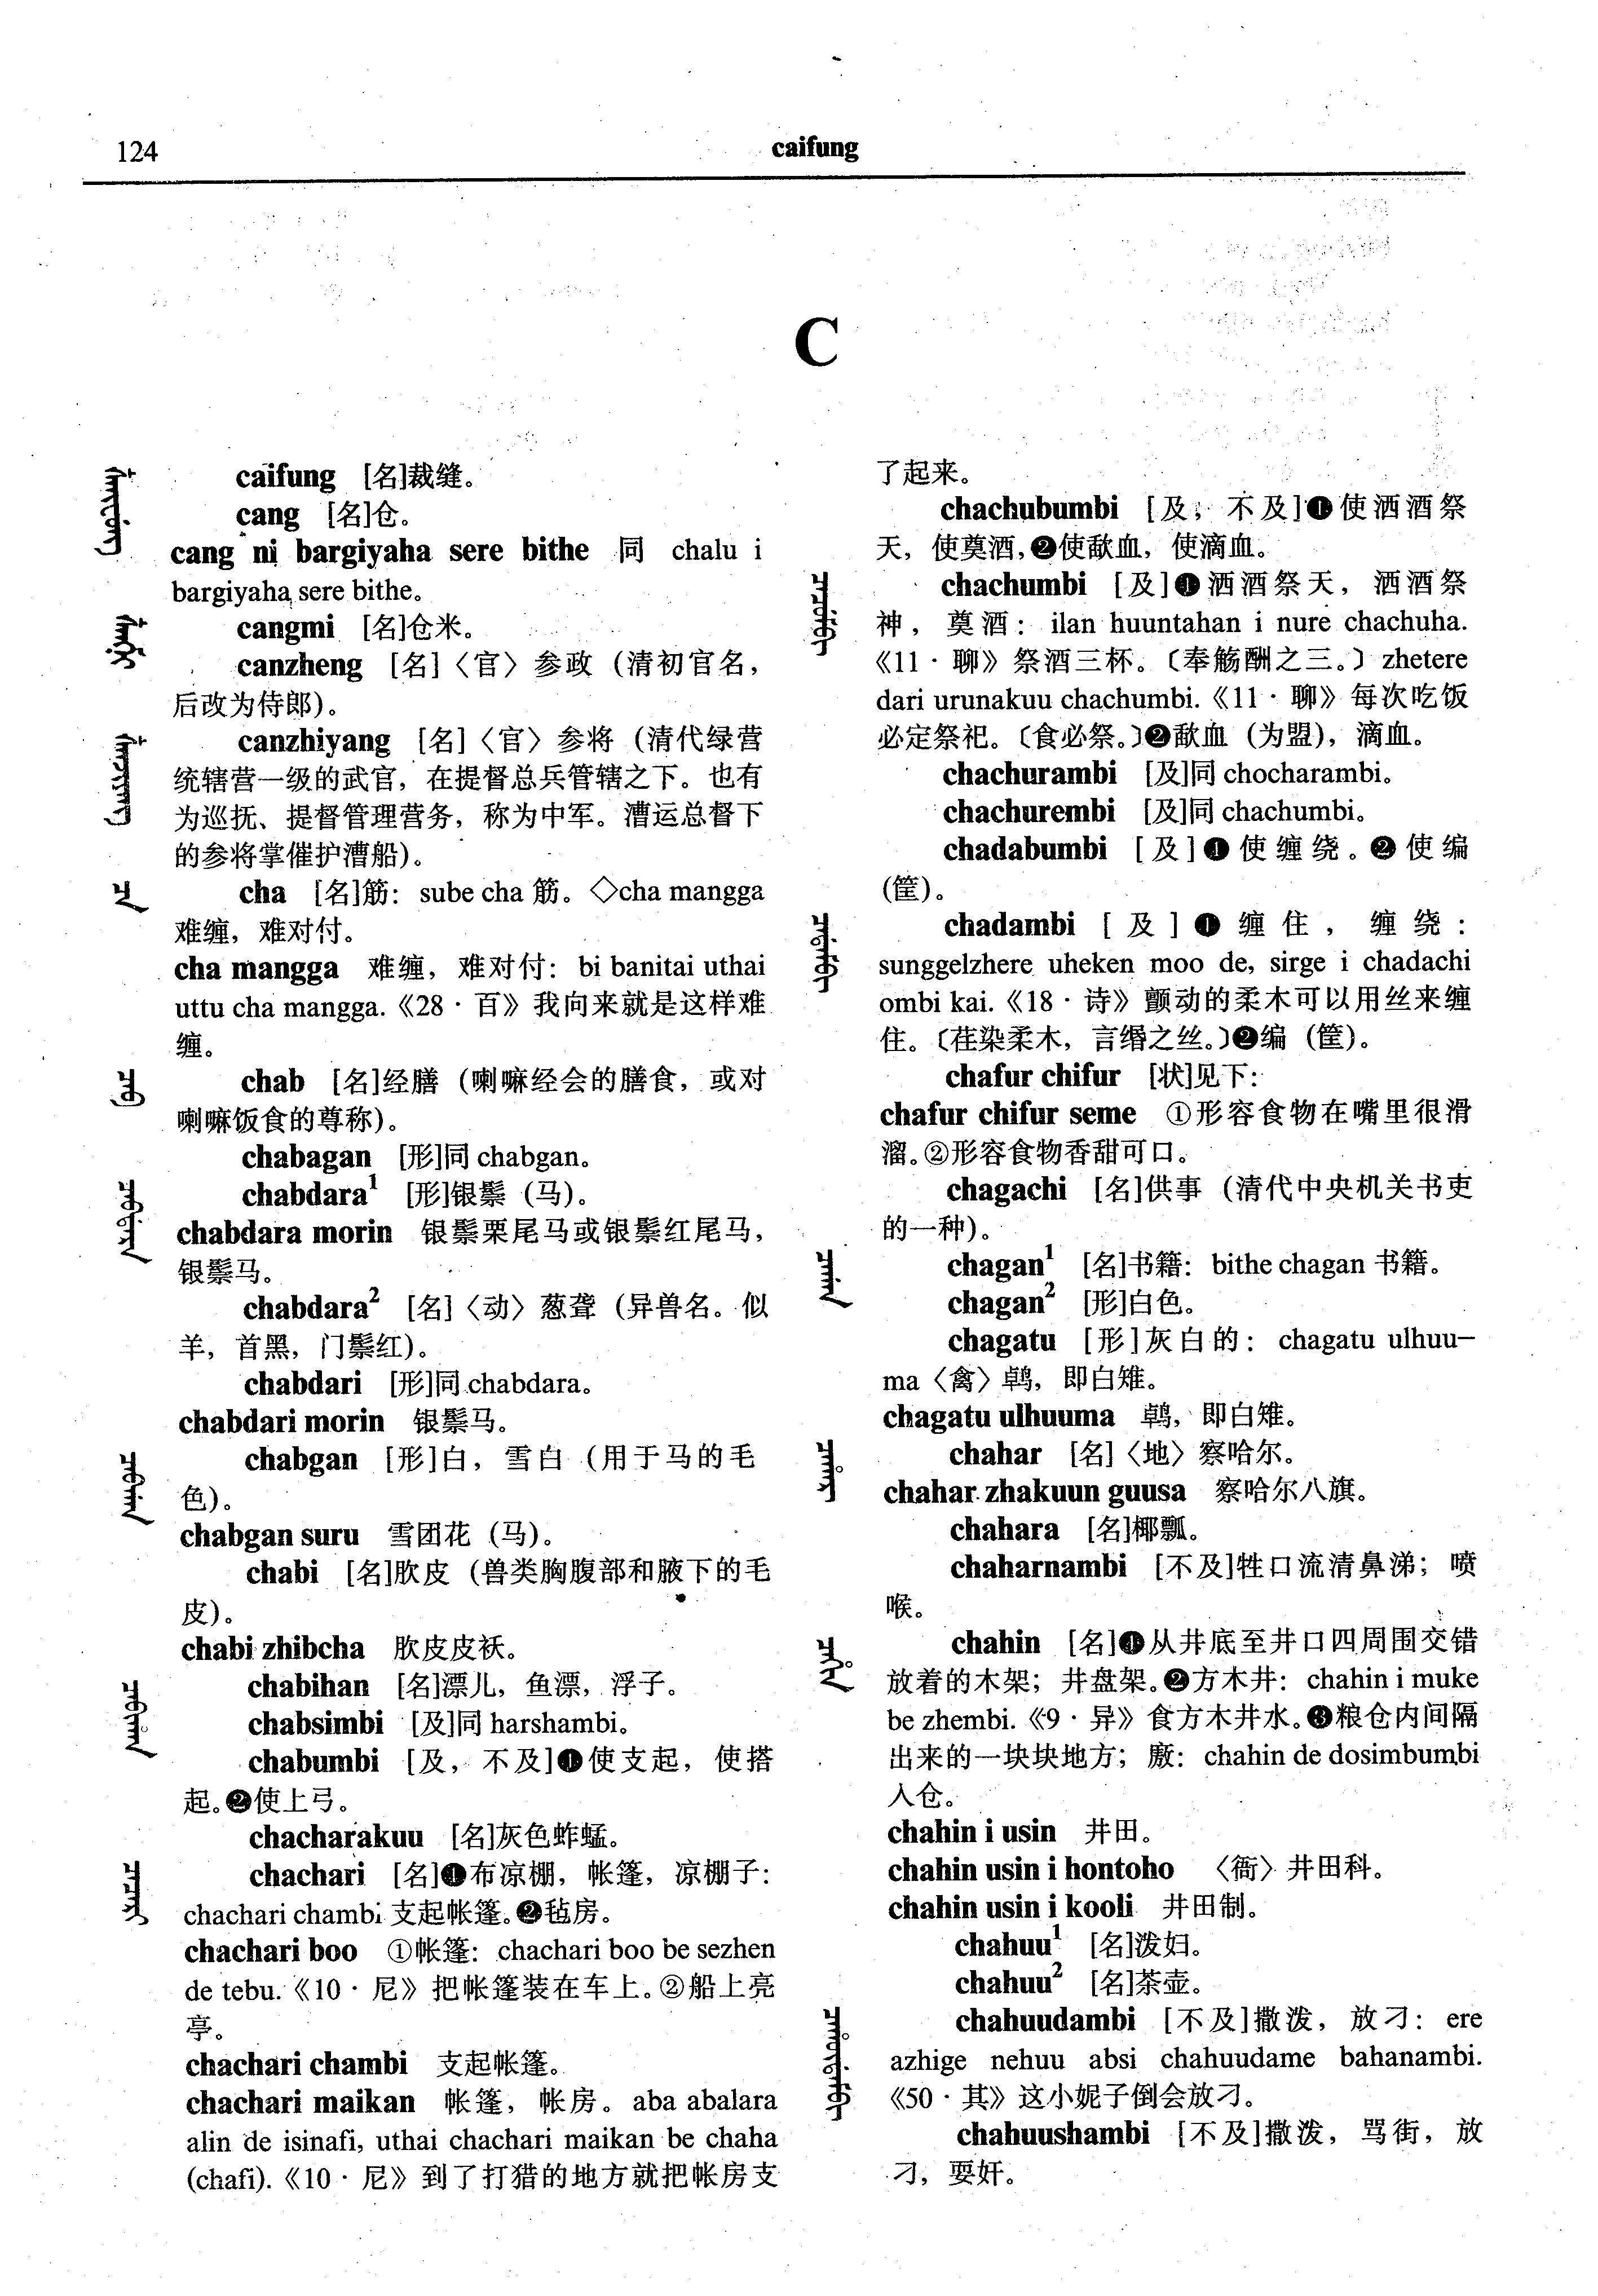 124
caifung
C
caifung [名]裁缝。
cang [名]仓。
cang ni bargiyaha sere bithe 同 chalu i
bargiyaha sere bithe。
cangmi [名]仓米。
canzheng [名]〈官〉参政（清初官名，
后改为侍郎）。
canzhiyang [名]〈官〉参将（清代绿营
统辖营一级的武官，在提督总兵管辖之下。也有
为巡抚、提督管理营务，称为中军。漕运总督下
的参将掌催护漕船）。
cha [名]筋：sube cha 筋。◇cha mangga
难缠，难对付。
cha mangga 难缠，难对付：bi banitai uthai
uttu cha mangga.《28·百》我向来就是这样难
缠。
chab [名]经膳（喇嘛经会的膳食，或对
喇嘛饭食的尊称）。
chabagan [形]同 chabgan。
chabdara¹ [形]银鬃（马）。
chabdara morin 银鬃栗尾马或银鬃红尾马，
银鬃马。
chabdara² [名]〈动〉葱聋（异兽名。似
羊，首黑，门鬃红）。
chabdari [形]同 chabdara。
chabdari morin 银鬃马。
chabgan [形]白，雪白（用于马的毛
色）。
chabgan suru 雪团花（马）。
chabi [名]肷皮（兽类胸腹部和腋下的毛
皮）。
chabi zhibcha 肷皮皮袄。
chabihan [名]漂儿，鱼漂，浮子。
chabsimbi [及]同 harshambi。
chabumbi [及，不及]❶使支起，使搭
起。❷使上弓。
chacharakuu [名]灰色蚱蜢。
chachari [名]❶布凉棚，帐篷，凉棚子：
chachari chambi 支起帐篷。❷毡房。
chachari boo ①帐篷：chachari boo be sezhen
de tebu.《10·尼》把帐篷装在车上。②船上亮
亭。
chachari chambi 支起帐篷。
chachari maikan 帐篷，帐房。aba abalara
alin de isinafi, uthai chachari maikan be chaha
(chafi).《10·尼》到了打猎的地方就把帐房支
了起来。
chachubumbi [及；不及]❶使洒酒祭
天，使奠酒，❷使歃血，使滴血。
chachumbi [及]❶洒酒祭天，洒酒祭
神，奠酒：ilan huuntahan i nure chachuha.
《11·聊》祭酒三杯。〔奉觞酬之三。〕zhetere
dari urunakuu chachumbi.《11·聊》每次吃饭
必定祭祀。〔食必祭。〕❷歃血（为盟），滴血。
chachurambi [及]同 chocharambi。
chachurembi [及]同 chachumbi。
chadabumbi [及]❶使缠绕。❷使编
（筐）。
chadambi [及]❶缠住，缠绕：
sunggelzhere uheken moo de, sirge i chadachi
ombi kai.《18·诗》颤动的柔木可以用丝来缠
住。〔荏染柔木，言缗之丝。〕❷编（筐）。
chafur chifur [状]见下：
chafur chifur seme ①形容食物在嘴里很滑
溜。②形容食物香甜可口。
chagachi [名]供事（清代中央机关书吏
的一种）。
chagan¹ [名]书籍：bithe chagan 书籍。
chagan² [形]白色。
chagatu [形]灰白的：chagatu ulhuu-
ma〈禽〉鷜，即白雉。
chagatu ulhuuma 即白雉。
chahar [名]〈地〉察哈尔。
chahar zhakuun guusa 察哈尔八旗。
chahara [名]椰瓢。
chaharnambi [不及]牲口流清鼻涕；喷
喉。
chahin [名]❶从井底至井口四周围交错
放着的木架；井盘架。❷方木井：chahin i muke
be zhembi.《9·异》食方木井水。❸粮仓内间隔
出来的一块块地方；廒：chahin de dosimbumbi
入仓。
chahin i usin 井田。
chahin usin i hontoho 〈衙〉井田科。
chahin usin i kooli 井田制。
chahuu¹ [名]泼妇。
chahuu² [名]茶壶。
chahuudambi [不及]撒泼，放刁：ere
azhige nehuu absi chahuudame bahanambi.
《50·其》这小妮子倒会放刁。
chahuushambi [不及]撒泼，骂街，放
刁，耍奸。